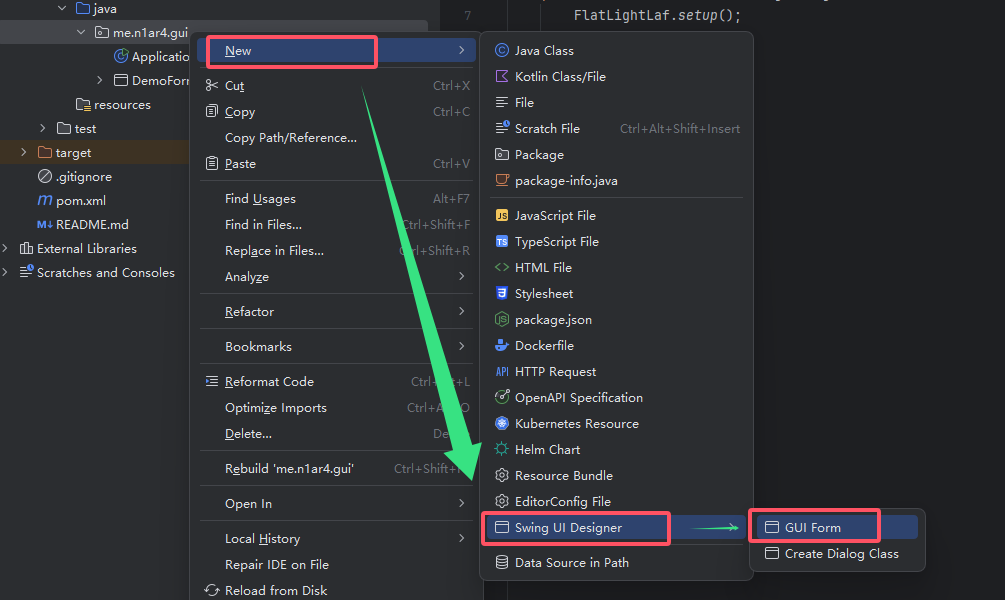 java
7
FlatLightLaf.setup();
me.n1ar4.gui
Applicatio
DemoFor
resources
test
target
.gitignore
pom.xml
M↓ README.md
External Libraries
Scratches and Consoles
New
Cut Ctrl+X
Copy Ctrl+C
Copy Path/Reference...
Paste Ctrl+V
Find Usages Alt+F7
Find in Files... Ctrl+Shift+F
Replace in Files... Ctrl+Shift+R
Analyze
Refactor
Bookmarks
Reformat Code Ctrl+Alt+L
Optimize Imports Ctrl+Alt+O
Delete... De
Rebuild 'me.n1ar4.gui' Ctrl+Shift+
Open In
Local History
Repair IDE on File
Reload from Disk
Java Class
Kotlin Class/File
File
Scratch File Ctrl+Alt+Shift+Insert
Package
package-info.java
JS JavaScript File
TS TypeScript File
HTML File
Stylesheet
package.json
Dockerfile
API HTTP Request
OpenAPI Specification
Kubernetes Resource
Helm Chart
Resource Bundle
EditorConfig File
Swing UI Designer
Data Source in Path
GUI Form
Create Dialog Class